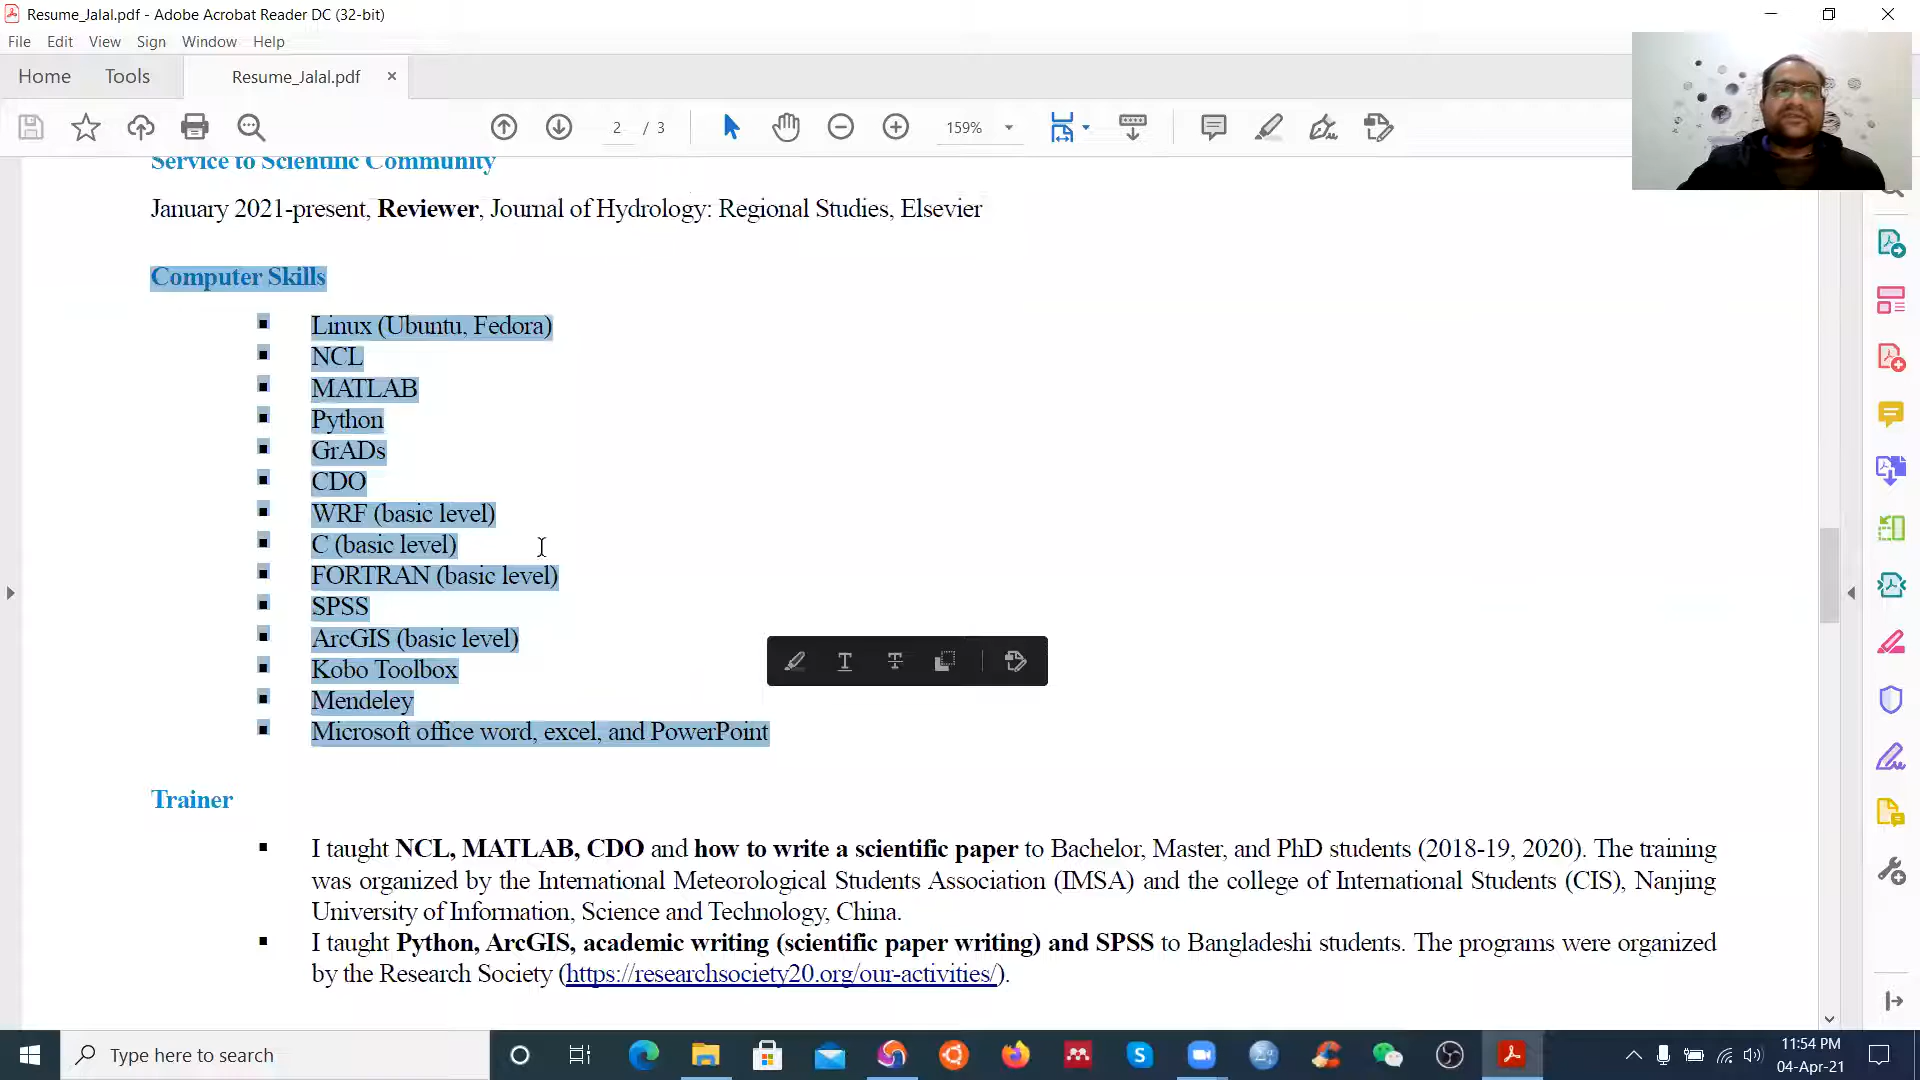 Resume_Jalal.pdf - Adobe Acrobat Reader DC (32-bit)
File Edit View Sign Window Help
Home Tools Resume_Jalal.pdf ×
2 / 3 159%
Service to Scientific Community
January 2021-present, Reviewer, Journal of Hydrology: Regional Studies, Elsevier
Computer Skills
Linux (Ubuntu, Fedora)
NCL
MATLAB
Python
GrADs
CDO
WRF (basic level)
C (basic level)
FORTRAN (basic level)
SPSS
ArcGIS (basic level)
Kobo Toolbox
Mendeley
Microsoft office word, excel, and PowerPoint
Trainer
I taught NCL, MATLAB, CDO and how to write a scientific paper to Bachelor, Master, and PhD students (2018-19, 2020). The training
was organized by the International Meteorological Students Association (IMSA) and the college of International Students (CIS), Nanjing
University of Information, Science and Technology, China.
I taught Python, ArcGIS, academic writing (scientific paper writing) and SPSS to Bangladeshi students. The programs were organized
by the Research Society (https://researchsociety20.org/our-activities/).
Type here to search
11:54 PM
04-Apr-21